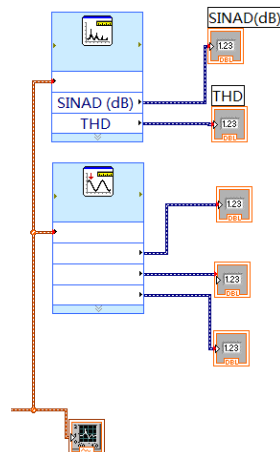 SINAD(dB)
1.23
DBL
SINAD (dB)
THD
THD
1.23
DBL
1.23
DBL
1.23
DBL
1.23
DBL